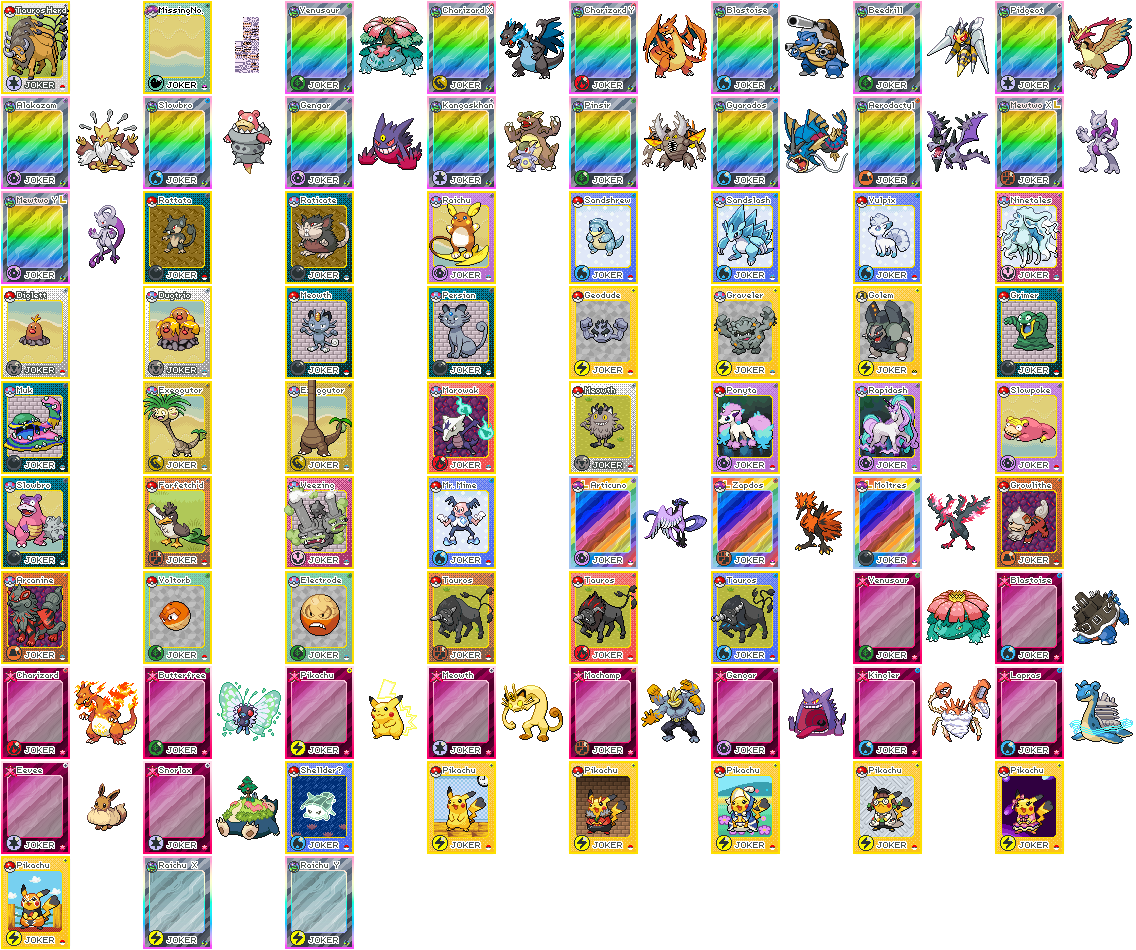 Tauros Herd MissingNo. Venusaur Charizard X Charizard Y Blastoise Beedrill Pidgeot
JOKER JOKER JOKER JOKER JOKER JOKER JOKER JOKER
Alakazam Slowbro Gengar Kangaskhan Pinsir Gyarados Aerodactyl Mewtwo X L
JOKER JOKER JOKER JOKER JOKER JOKER JOKER JOKER
Mewtwo Y L Rattata Raticate Raichu Sandshrew Sandslash Vulpix Ninetales
JOKER JOKER JOKER JOKER JOKER JOKER JOKER JOKER
Diglett Dugtrio Meowth Persian Geodude Graveler Golem Grimer
JOKER JOKER JOKER JOKER JOKER JOKER JOKER JOKER
Muk Exeggutor Marowak Meowth Ponyta Rapidash Slowpoke
JOKER JOKER JOKER JOKER JOKER JOKER JOKER JOKER
Slowbro Farfetchd Weezing Mr. Mime Articuno Zapdos Moltres Growlithe
JOKER JOKER JOKER JOKER JOKER JOKER JOKER JOKER
Arcanine Voltorb Electrode Tauros Tauros Tauros Venusaur Blastoise
JOKER JOKER JOKER JOKER JOKER JOKER JOKER JOKER
Charizard Butterfree Pikachu Meowth Machamp Gengar Kingler Lapras
JOKER JOKER JOKER JOKER JOKER JOKER JOKER JOKER
Eevee Snorlax Shellder? Pikachu Pikachu Pikachu Pikachu Pikachu
JOKER JOKER JOKER JOKER JOKER JOKER JOKER JOKER
Pikachu Raichu X Raichu Y
JOKER JOKER JOKER